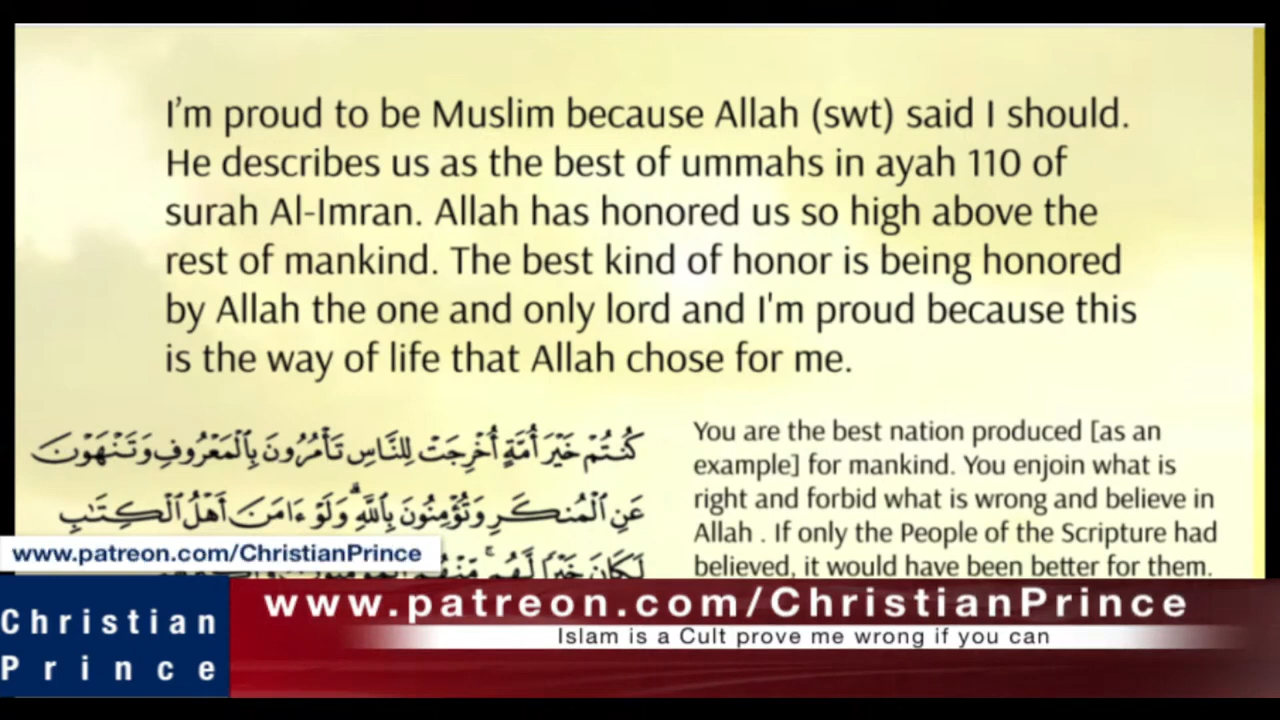 I'm proud to be Muslim because Allah (swt) said I should.
He describes us as the best of ummahs in ayah 110 of
surah Al-Imran. Allah has honored us so high above the
rest of mankind. The best kind of honor is being honored
by Allah the one and only lord and I'm proud because this
is the way of life that Allah chose for me.
كُنتُمْ خَيْرَ أُمَّةٍ أُخْرِجَتْ لِلنَّاسِ تَأْمُرُونَ بِٱلْمَعْرُوفِ وَتَنْهَوْنَ
عَنِ ٱلْمُنكَرِ وَتُؤْمِنُونَ بِٱللَّهِ ۗ وَلَوْ ءَامَنَ أَهْلُ ٱلْكِتَـٰبِ
لَكَانَ خَيْرًا لَّهُم ۚ مِّنْهُمُ
You are the best nation produced [as an
example] for mankind. You enjoin what is
right and forbid what is wrong and believe in
Allah . If only the People of the Scripture had
believed, it would have been better for them.
www.patreon.com/ChristianPrince
Christian
Prince
www.patreon.com/ChristianPrince
Islam is a Cult prove me wrong if you can